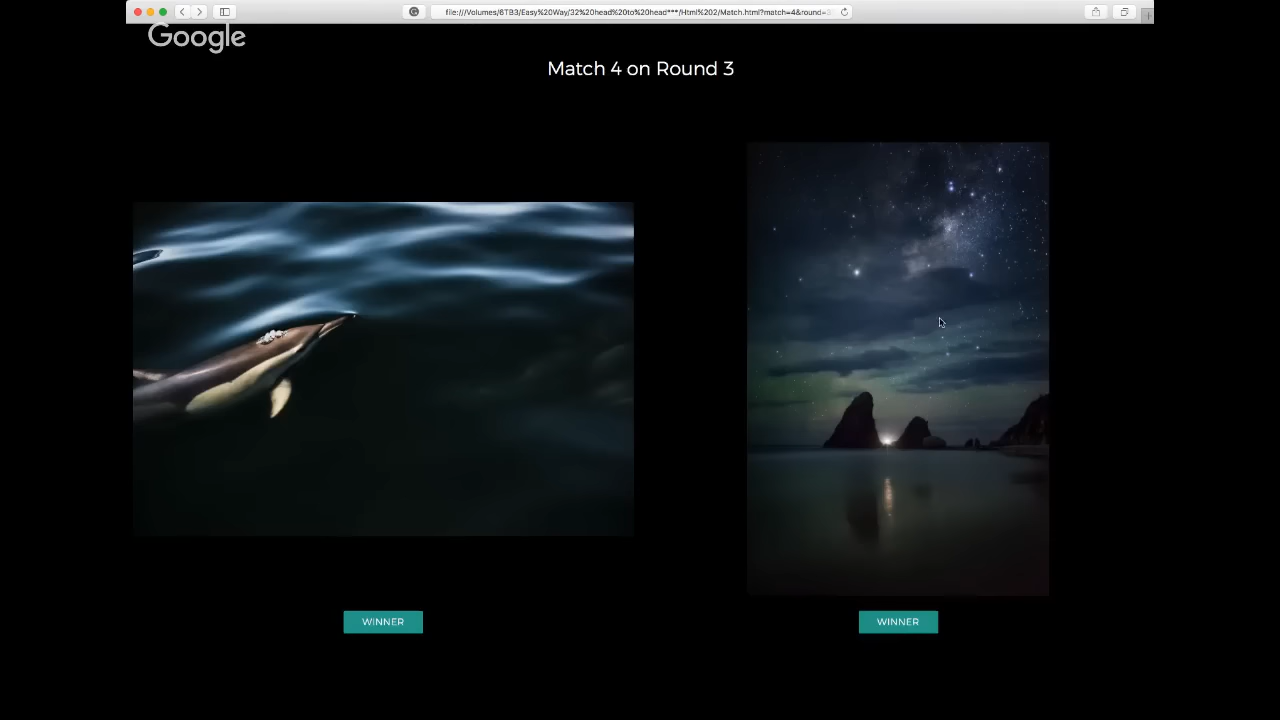 file:///Volumes/6TB3/Easy%20Way/32%20head%20to%20head***/Html%202/Match.html?match=4&round=3
Google
Match 4 on Round 3
WINNER
WINNER